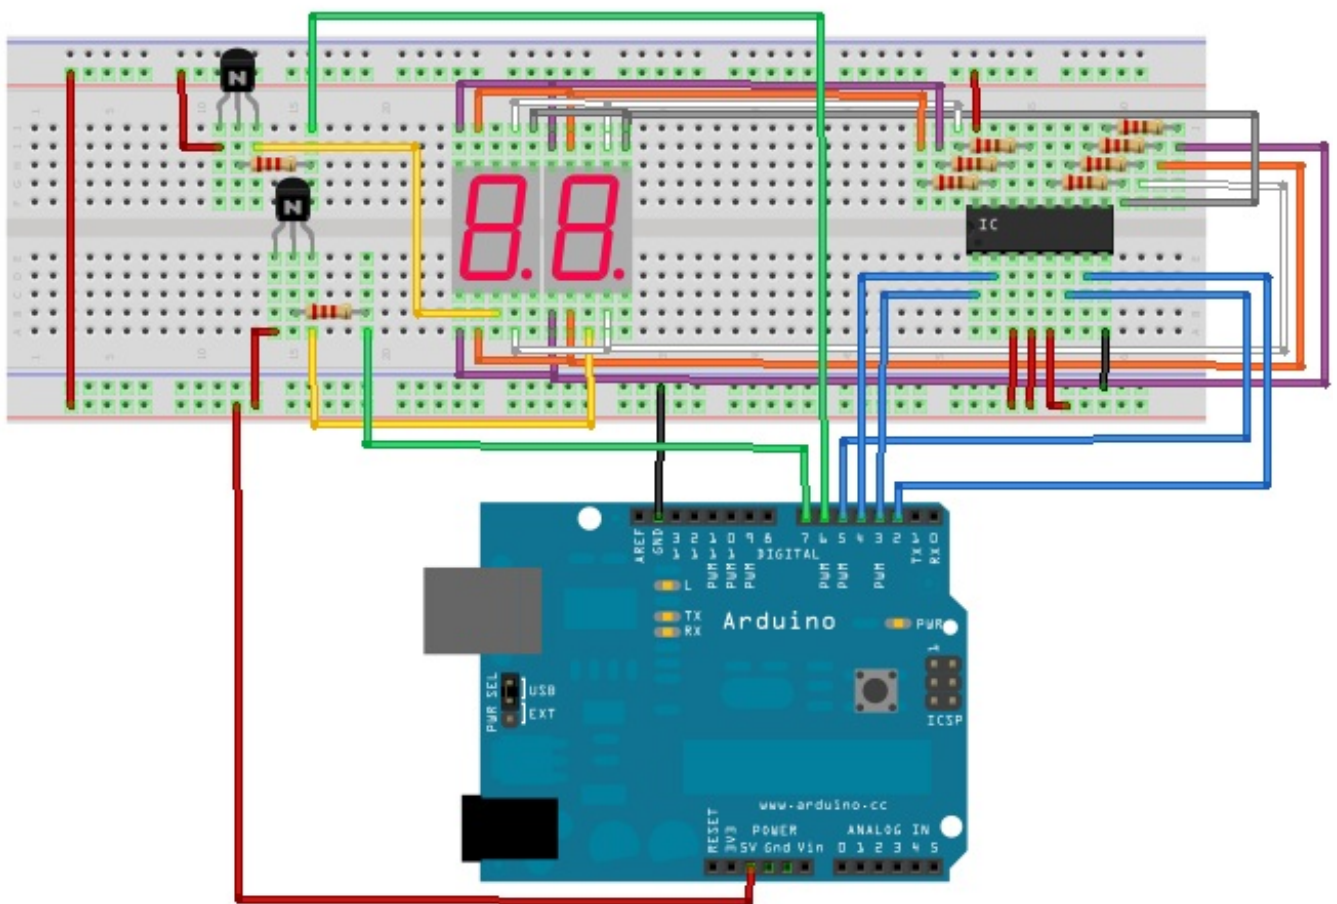 N
N
IC
AREF
GND
13
12
PWM 11
PWM 10
PWM 9
8
DIGITAL
7
PWM 6
PWM 5
4
PWM 3
2
TX 1
RX 0
L
TX
RX
Arduino
PWR
1
ICSP
PWR SEL
USB
EXT
www.arduino.cc
POWER
ANALOG IN
RESET
3V3
5V Gnd Vin
0 1 2 3 4 5